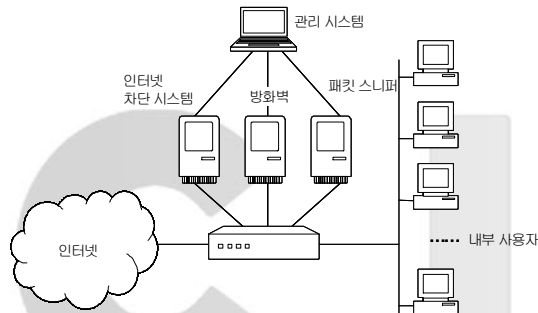 관리 시스템
인터넷
차단 시스템
방화벽
패킷 스니퍼
인터넷
······ 내부 사용자